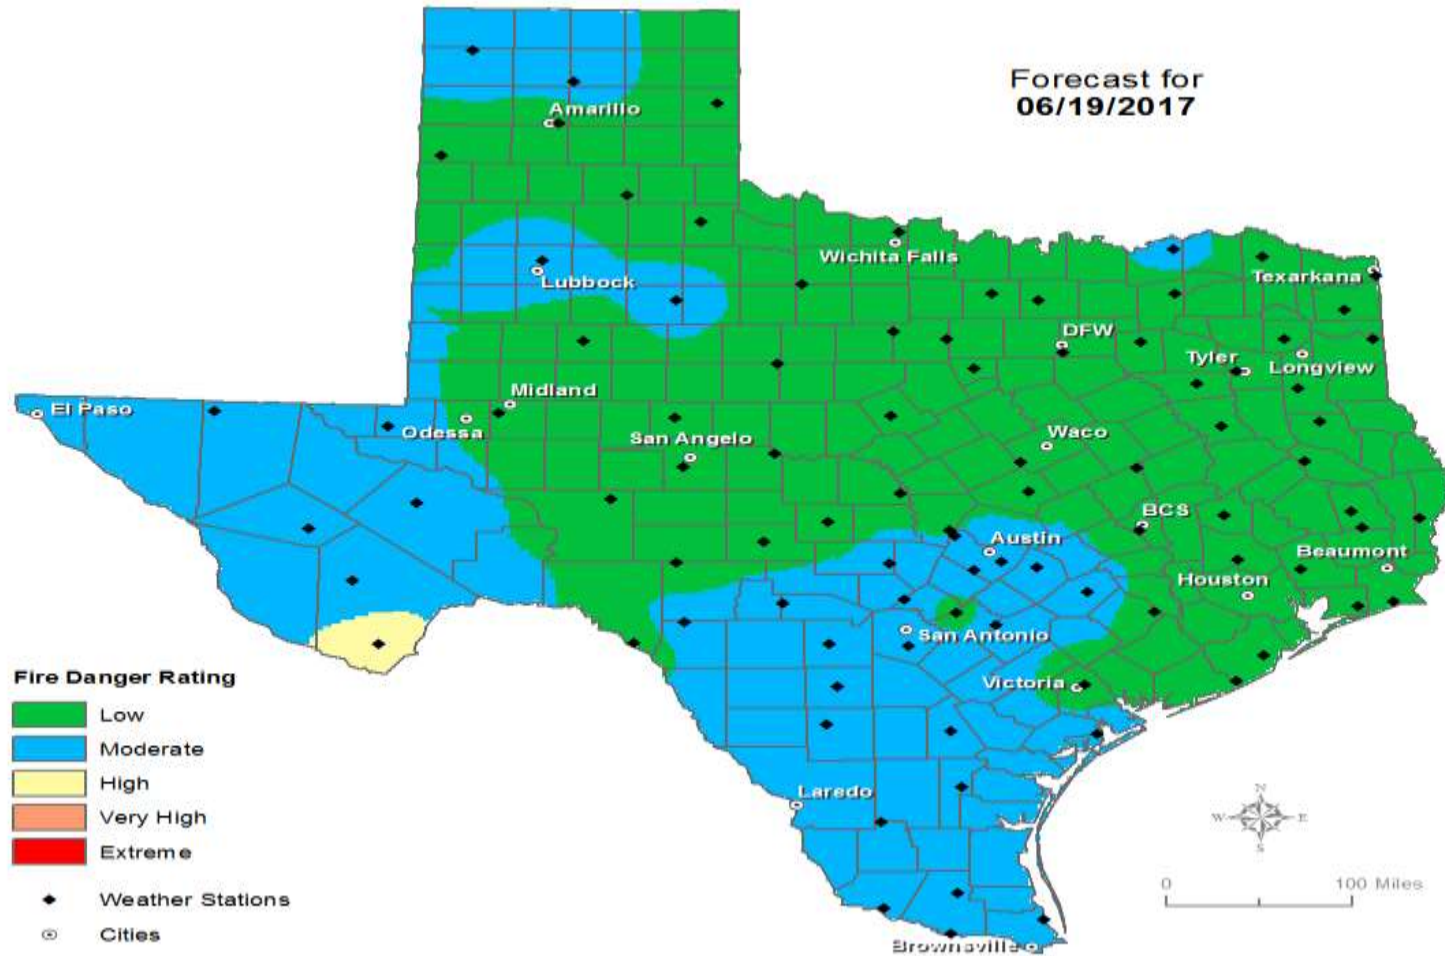 Forecast for
06/19/2017
Amarillo
Wichita Falls
Lubbock
Texarkana
DFW
Tyler
Longview
Midland
El Paso
Odessa
San Angelo
Waco
BCS
Austin
Beaumont
Houston
San Antonio
Victoria
Laredo
Brownsville
Fire Danger Rating
Low
Moderate
High
Very High
Extreme
Weather Stations
Cities
N
W E
S
0 100 Miles